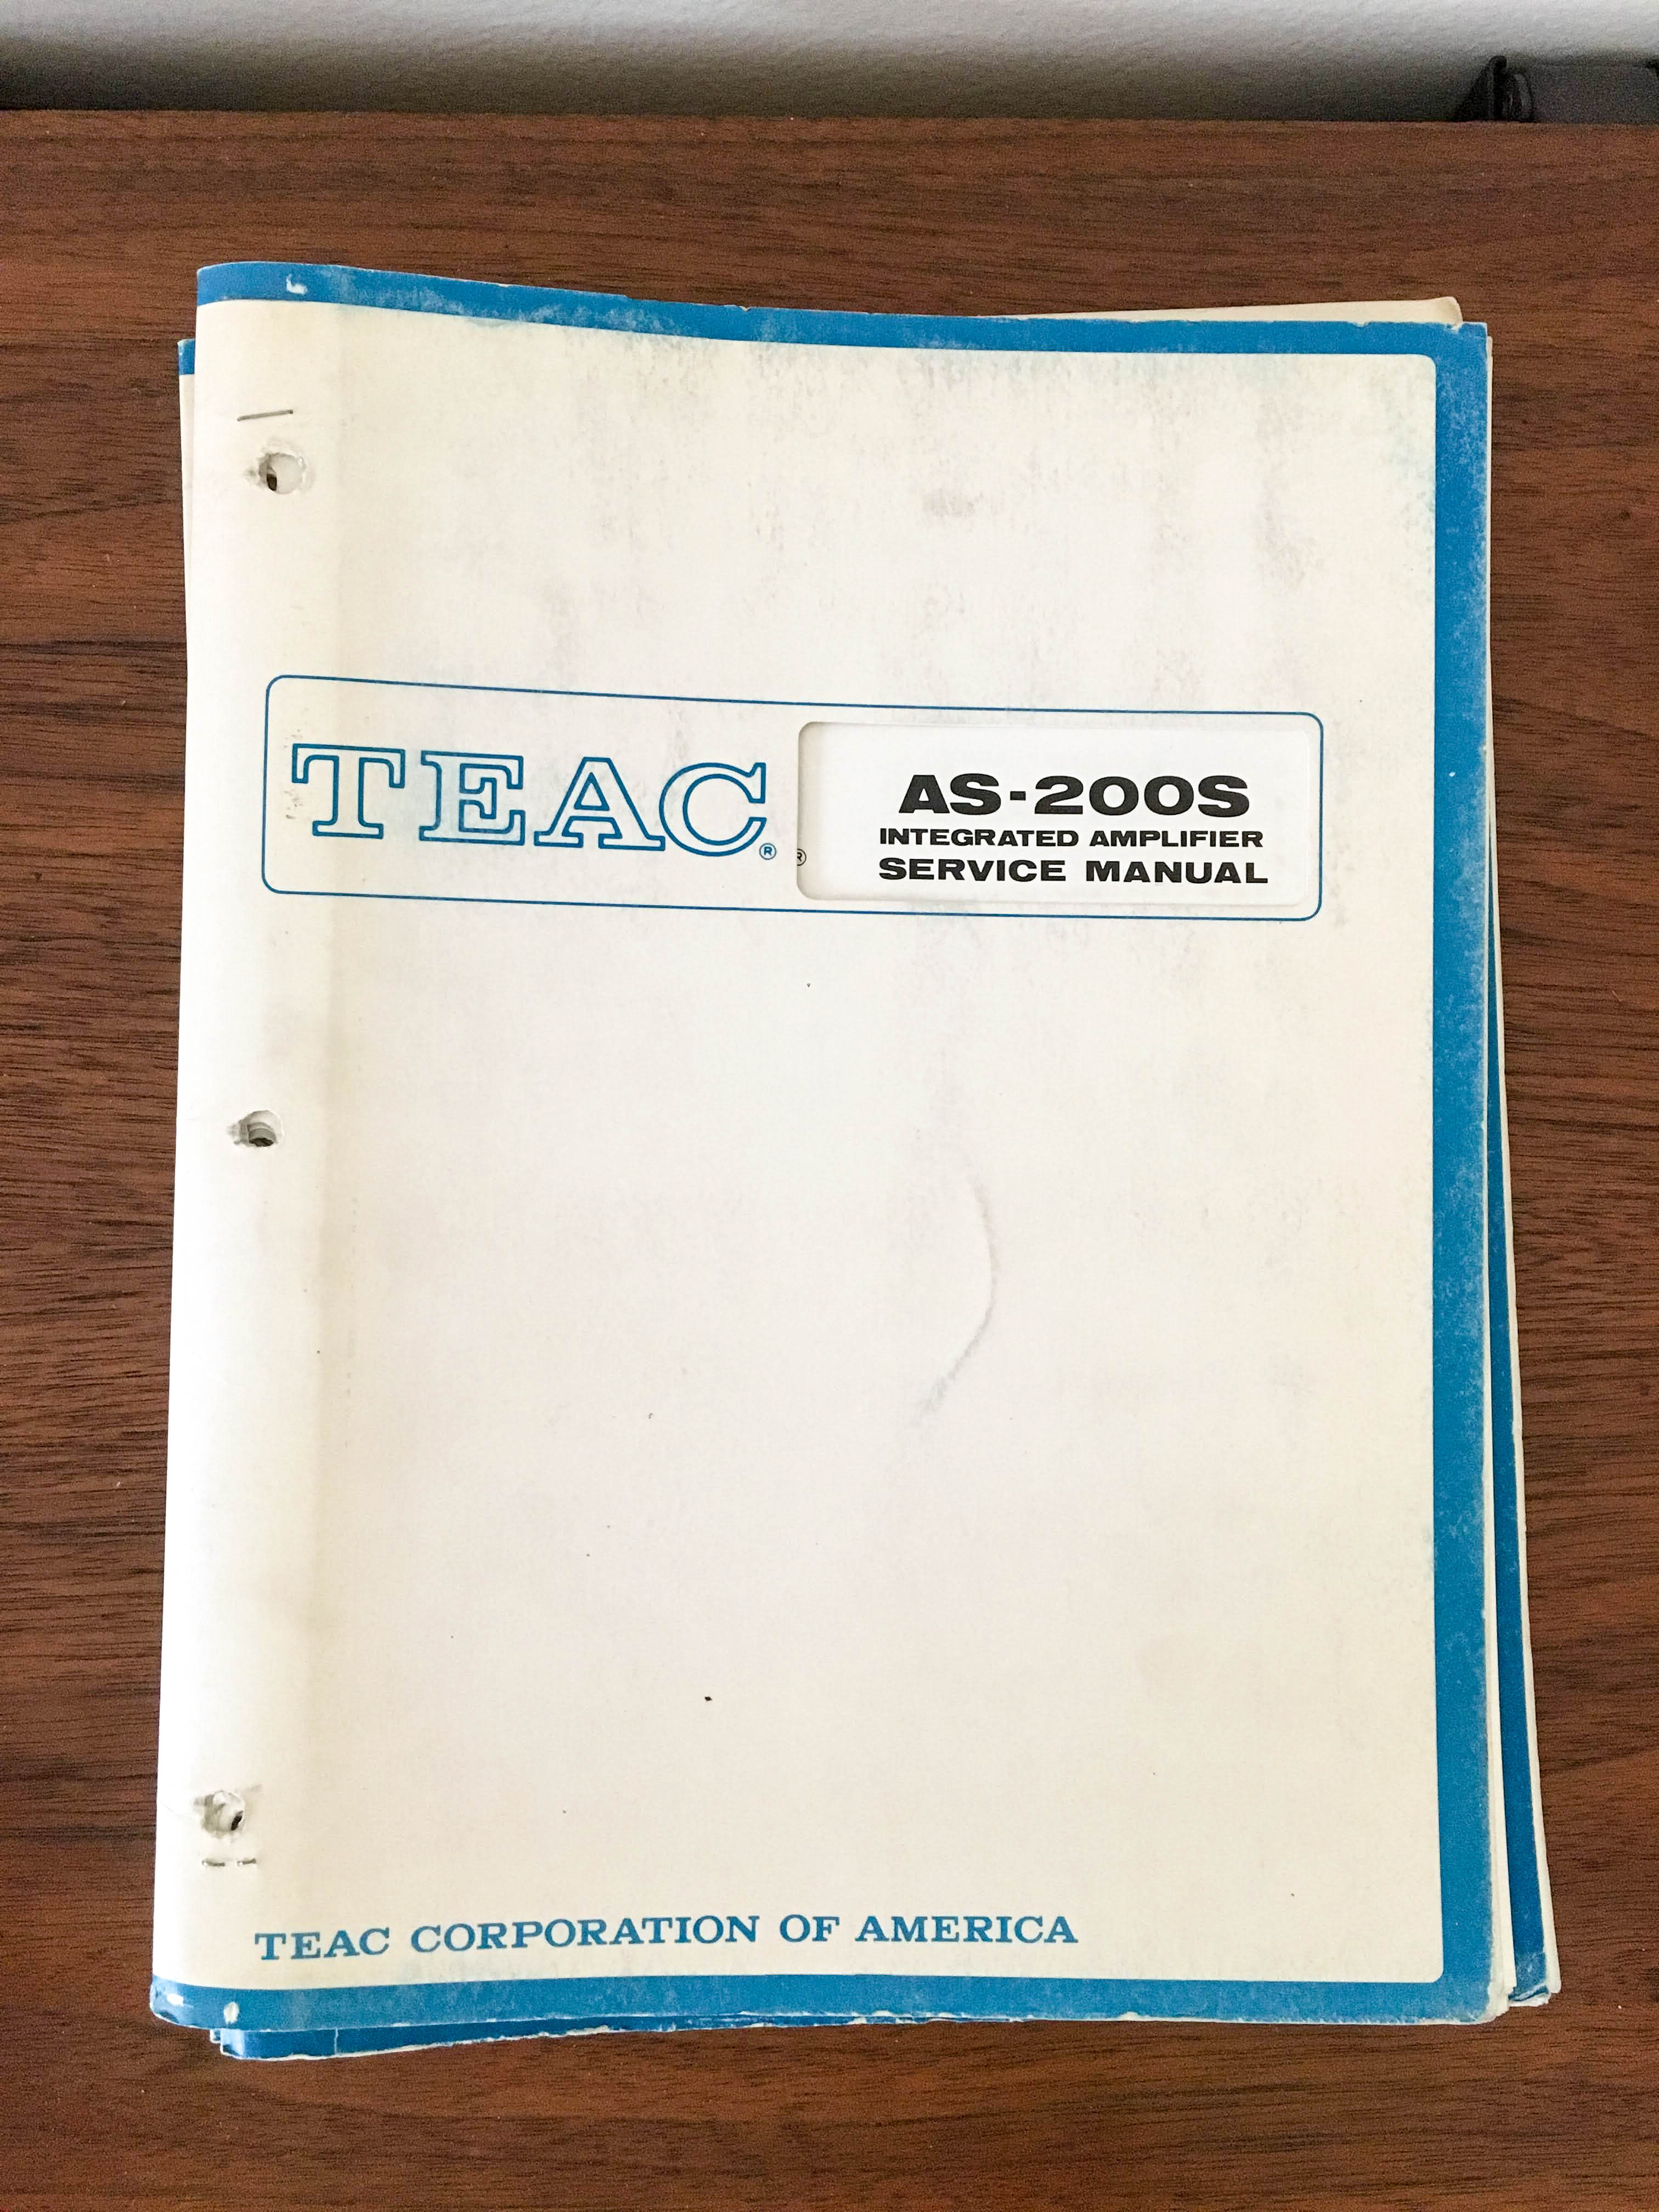 TEAC®
®
AS-200S
INTEGRATED AMPLIFIER
SERVICE MANUAL
TEAC CORPORATION OF AMERICA